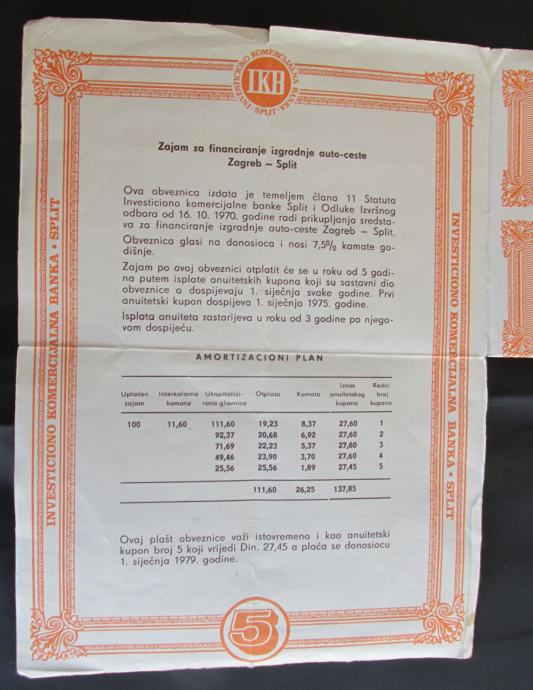 INVESTICIONO KOMERCIJALNA BANKA • SPLIT •
IKB
Zajam za financiranje izgradnje auto-ceste
Zagreb – Split
Ova obveznica izdata je temeljem člana 11 Statuta
Investiciono komercijalne banke Split i Odluke Izvršnog
odbora od 16. 10. 1970. godine radi prikupljanja sredsta-
va za financiranje izgradnje auto-ceste Zagreb – Split.
Obveznica glasi na donosioca i nosi 7,5% kamate go-
dišnje.
Zajam po ovoj obveznici otplatit će se u roku od 5 godi-
na putem isplate anuitetskih kupona koji su sastavni dio
obveznice a dospijevaju 1. siječnja svake godine. Prvi
anuitetski kupon dospijeva 1. siječnja 1975. godine.
Isplata anuiteta zastarijeva u roku od 3 godine po njego-
vom dospijeću.
AMORTIZACIONI PLAN
Uplaćen zajam Interkalarna kamata Ukapitalizi-rana glavnica Otplata Kamata Iznos anuitetskog kupona Redni broj kupona
100 11,60 111,60 19,23 8,37 27,60 1
92,37 20,68 6,92 27,60 2
71,69 22,23 5,37 27,60 3
49,46 23,90 3,70 27,60 4
25,56 25,56 1,89 27,45 5
111,60 26,25 137,85
Ovaj plašt obveznice važi istovremeno i kao anuitetski
kupon broj 5 koji vrijedi Din. 27,45 a plaća se donosiocu
1. siječnja 1979. godine.
5
INVESTICIONO KOMERCIJALNA BANKA • SPLIT
INVESTICIONO KOMERCIJALNA BANKA • SPLIT